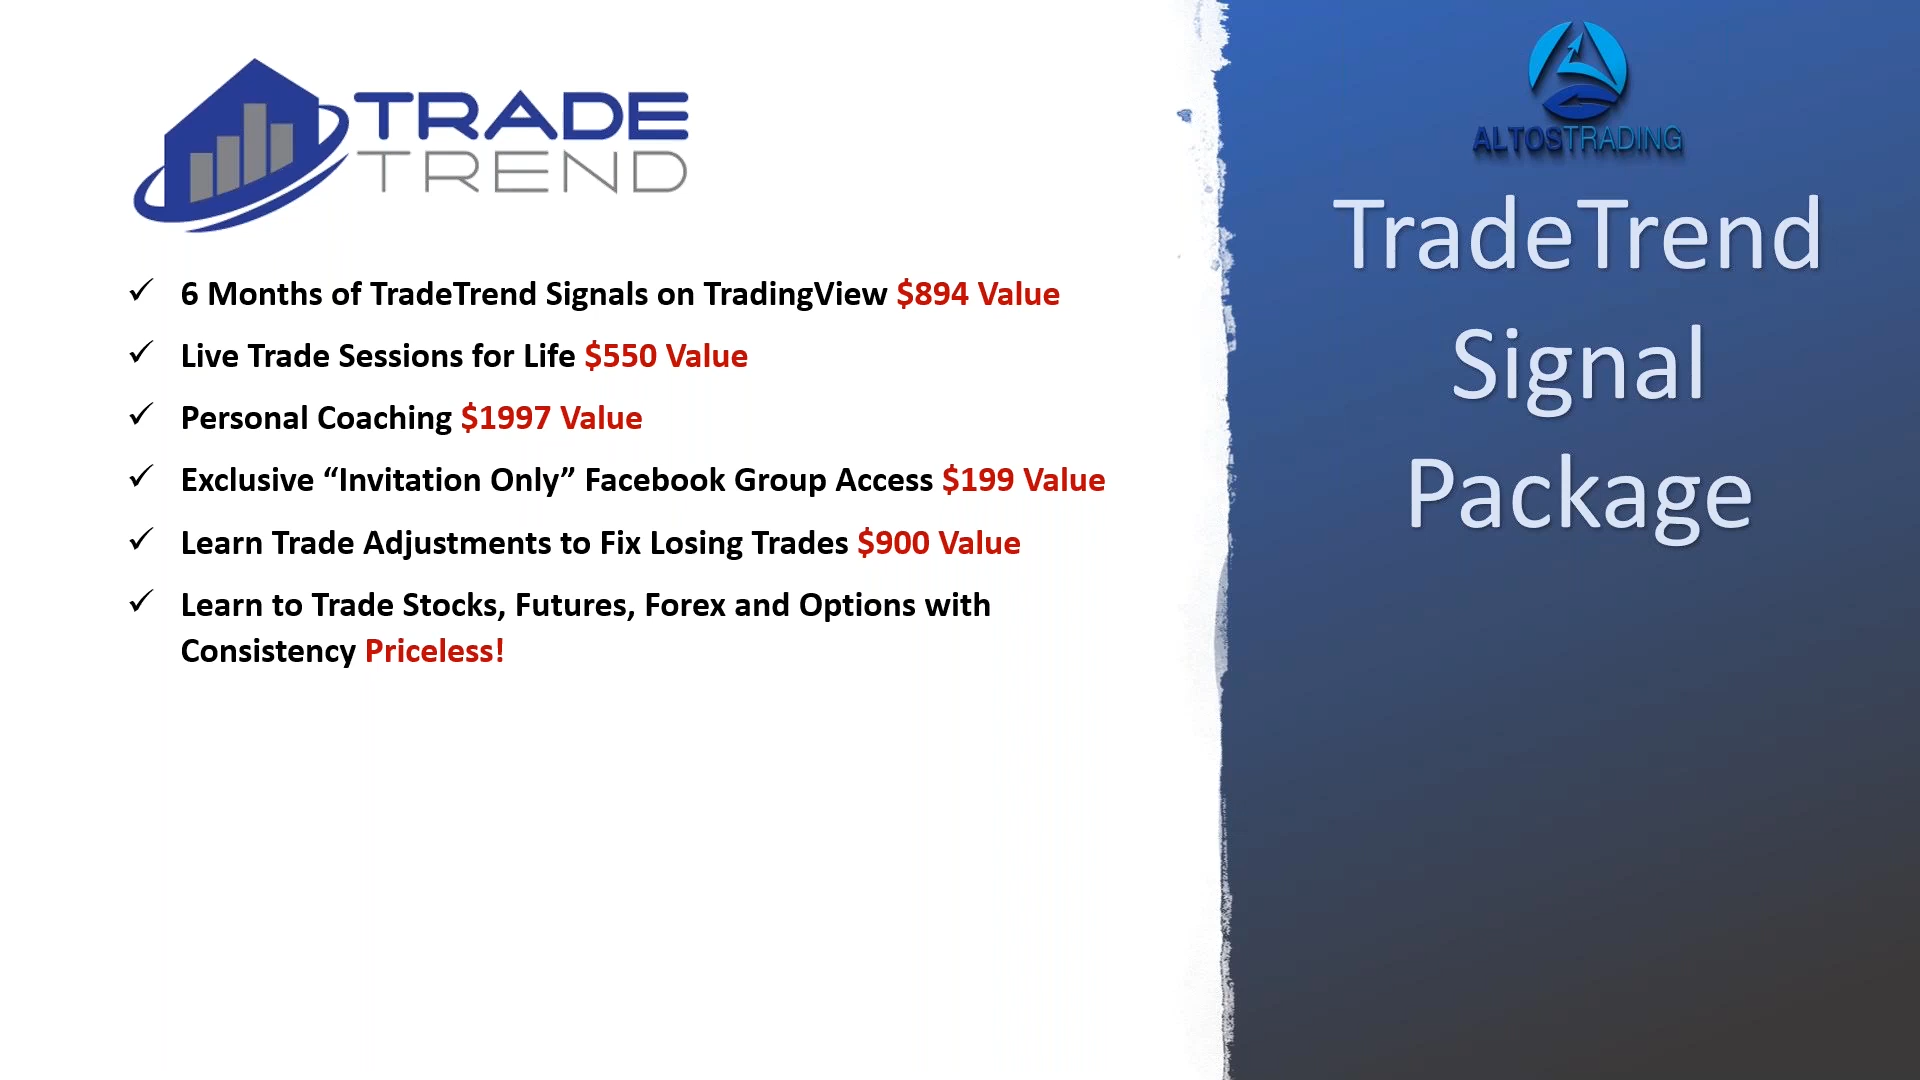 TRADE
TREND
6 Months of TradeTrend Signals on TradingView $894 Value
Live Trade Sessions for Life $550 Value
Personal Coaching $1997 Value
Exclusive “Invitation Only” Facebook Group Access $199 Value
Learn Trade Adjustments to Fix Losing Trades $900 Value
Learn to Trade Stocks, Futures, Forex and Options with
Consistency Priceless!
ALTOSTRADING
TradeTrend
Signal
Package